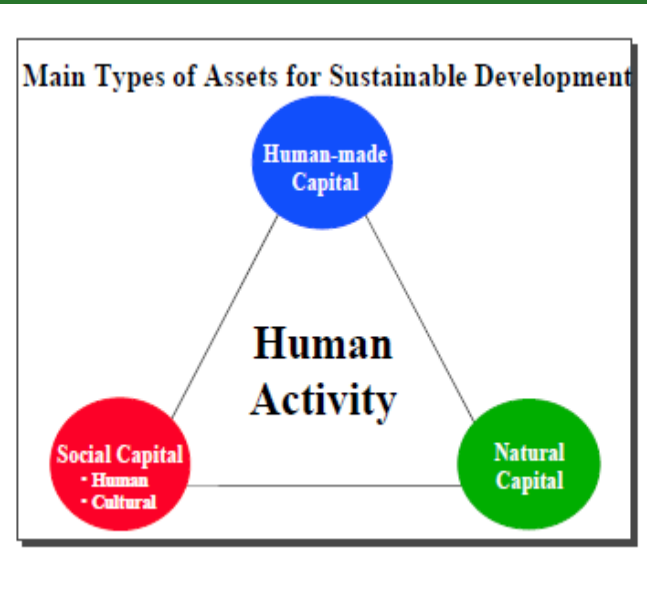 Main Types of Assets for Sustainable Development
Human-made
Capital
Human
Activity
Social Capital
- Human
- Cultural
Natural
Capital